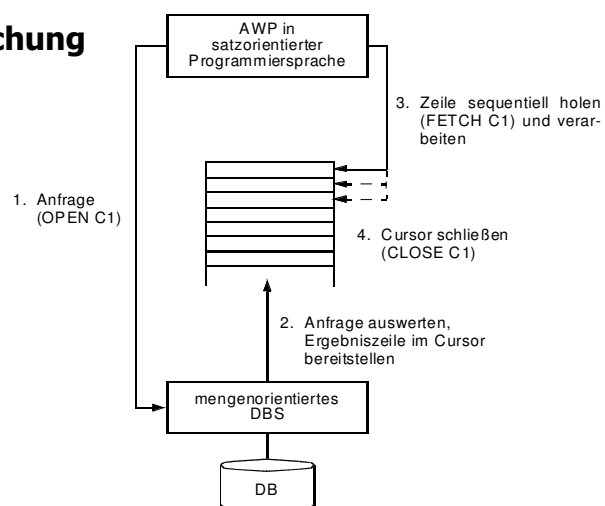 chung
AWP in
satzorientierter
Programmiersprache
3. Zeile sequentiell holen
(FETCH C1) und verar-
beiten
1. Anfrage
(OPEN C1)
4. Cursor schließen
(CLOSE C1)
2. Anfrage auswerten,
Ergebniszeile im Cursor
bereitstellen
mengenorientiertes
DBS
DB